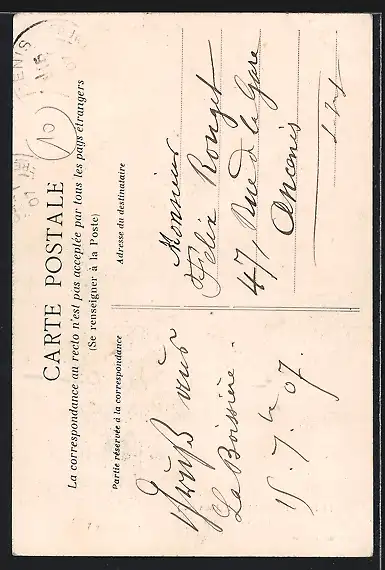 CARTE POSTALE
La correspondance au recto n'est pas acceptée par tous les pays étrangers
(Se renseigner à la Poste)
Partie réservée à la correspondance
Adresse du destinataire
Gruß aus
La Boissière.
15. 7. 07.
Monsieur
Félix Rouget
47, Rue de la Gare
Ancenis
10